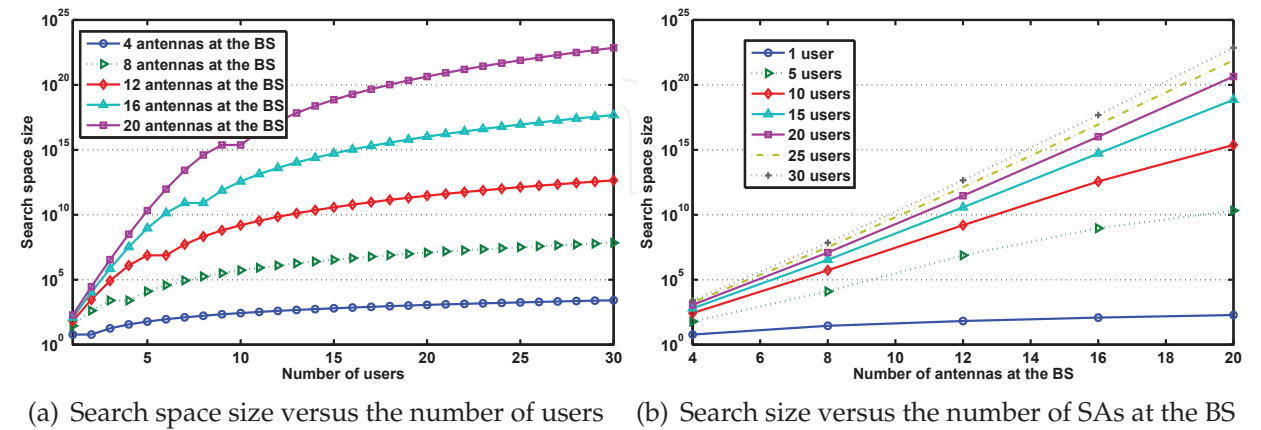 10^25
10^20
10^15
10^10
10^5
10^0
Search space size
4 antennas at the BS
8 antennas at the BS
12 antennas at the BS
16 antennas at the BS
20 antennas at the BS
5 10 15 20 25 30
Number of users
(a) Search space size versus the number of users
10^25
10^20
10^15
10^10
10^5
10^0
Search space size
1 user
5 users
10 users
15 users
20 users
25 users
30 users
4 6 8 10 12 14 16 18 20
Number of antennas at the BS
(b) Search size versus the number of SAs at the BS